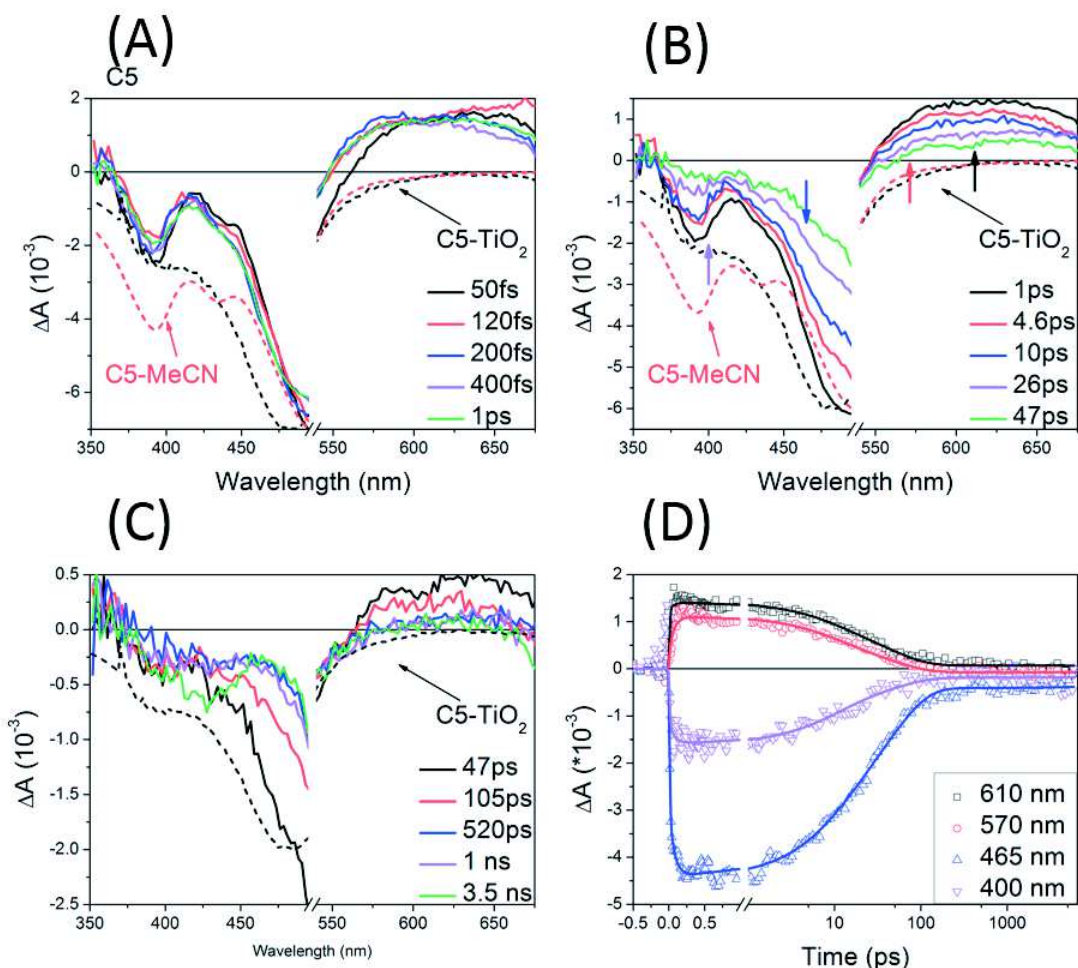 (A)
C5
2
0
-2
-4
-6
ΔA (10⁻³)
C5-TiO₂
C5-MeCN
50fs
120fs
200fs
400fs
1ps
350 400 450 550 600 650
Wavelength (nm)
(B)
1
0
-1
-2
-3
-4
-5
-6
ΔA (10⁻³)
C5-TiO₂
C5-MeCN
1ps
4.6ps
10ps
26ps
47ps
350 400 450 550 600 650
Wavelength (nm)
(C)
0.5
0.0
-0.5
-1.0
-1.5
-2.0
-2.5
ΔA (10⁻³)
C5-TiO₂
47ps
105ps
520ps
1 ns
3.5 ns
350 400 450 550 600 650
Wavelength (nm)
(D)
2
1
0
-1
-2
-3
-4
-5
ΔA (*10⁻³)
610 nm
570 nm
465 nm
400 nm
-0.5 0.0 0.5 10 100 1000
Time (ps)